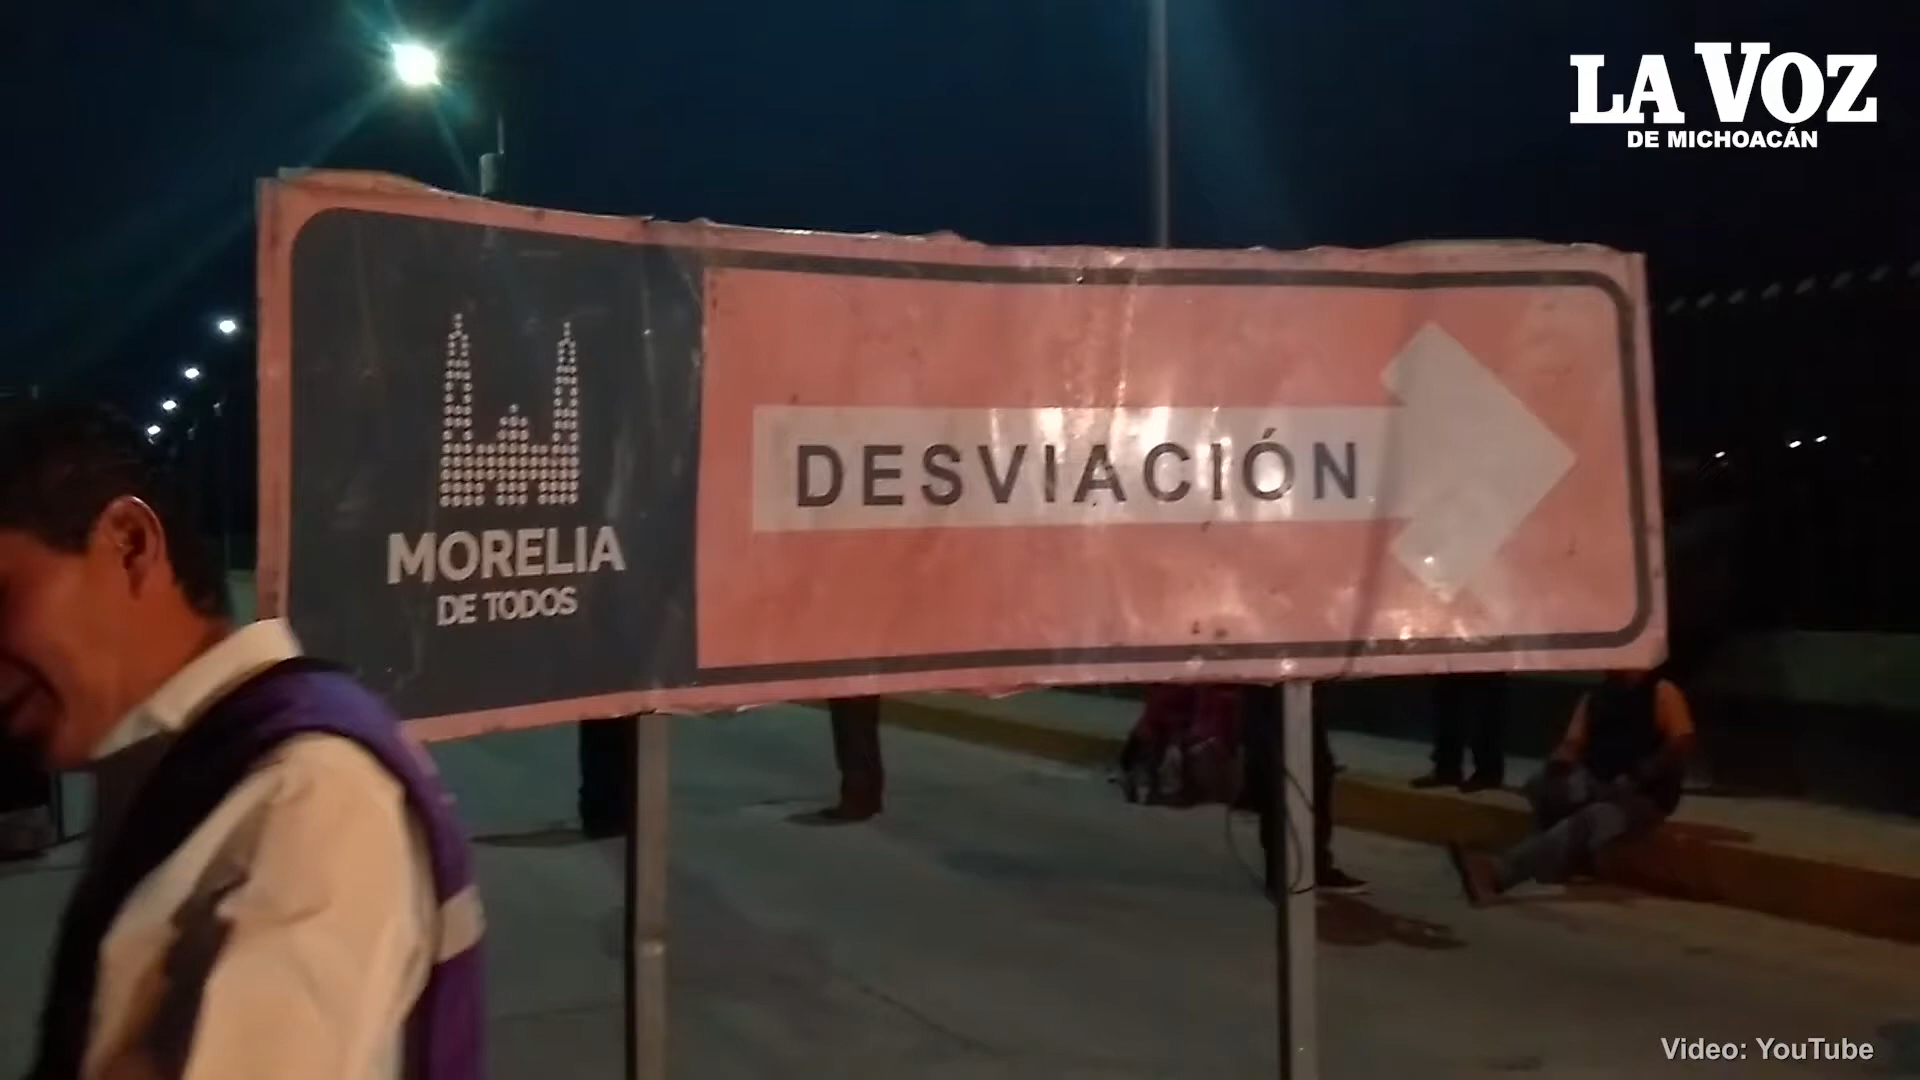 LA VOZ
DE MICHOACÁN
DESVIACIÓN
MORELIA
DE TODOS
Video: YouTube